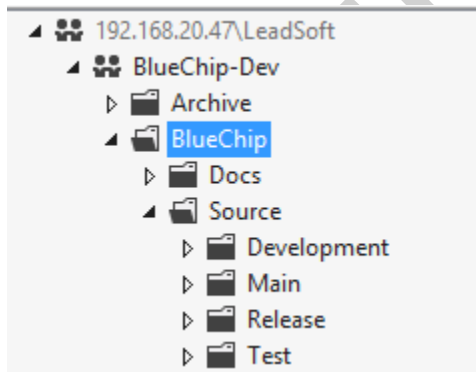 192.168.20.47\LeadSoft
BlueChip-Dev
Archive
BlueChip
Docs
Source
Development
Main
Release
Test